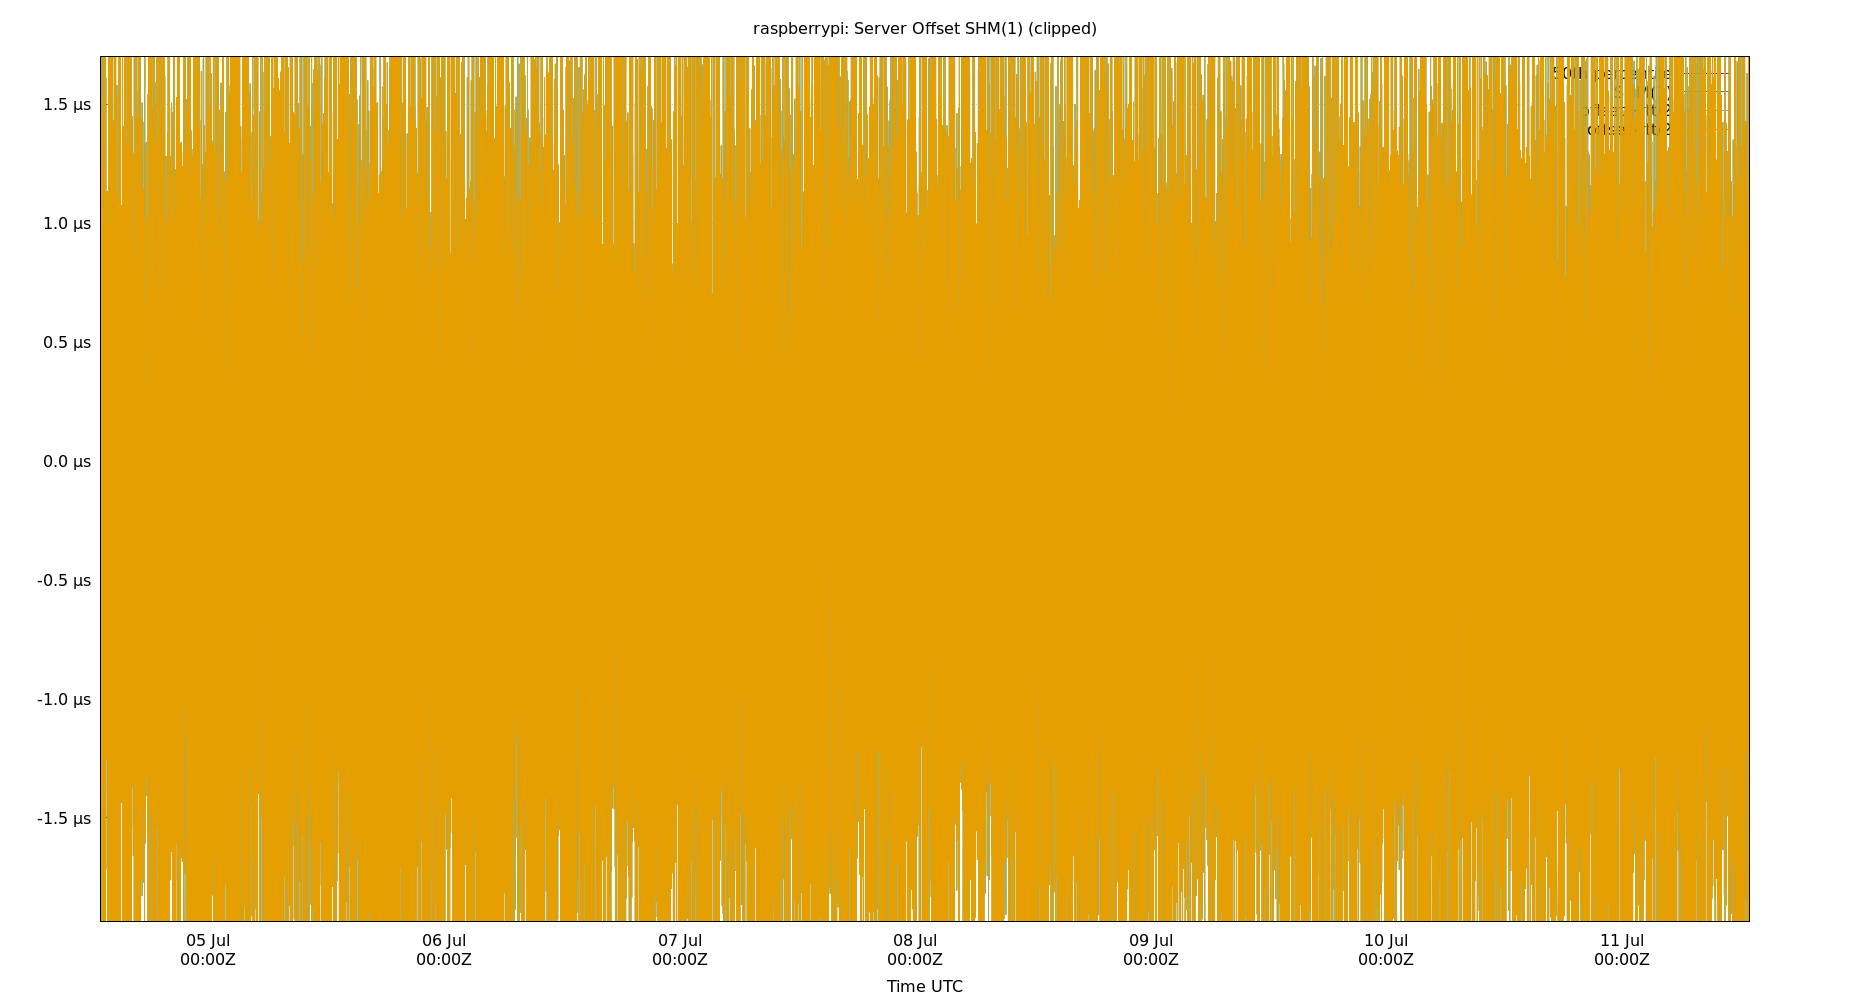 raspberrypi: Server Offset SHM(1) (clipped)
1.5 µs
1.0 µs
0.5 µs
0.0 µs
-0.5 µs
-1.0 µs
-1.5 µs
05 Jul 06 Jul 07 Jul 08 Jul 09 Jul 10 Jul 11 Jul
00:00Z 00:00Z 00:00Z 00:00Z 00:00Z 00:00Z 00:00Z
Time UTC